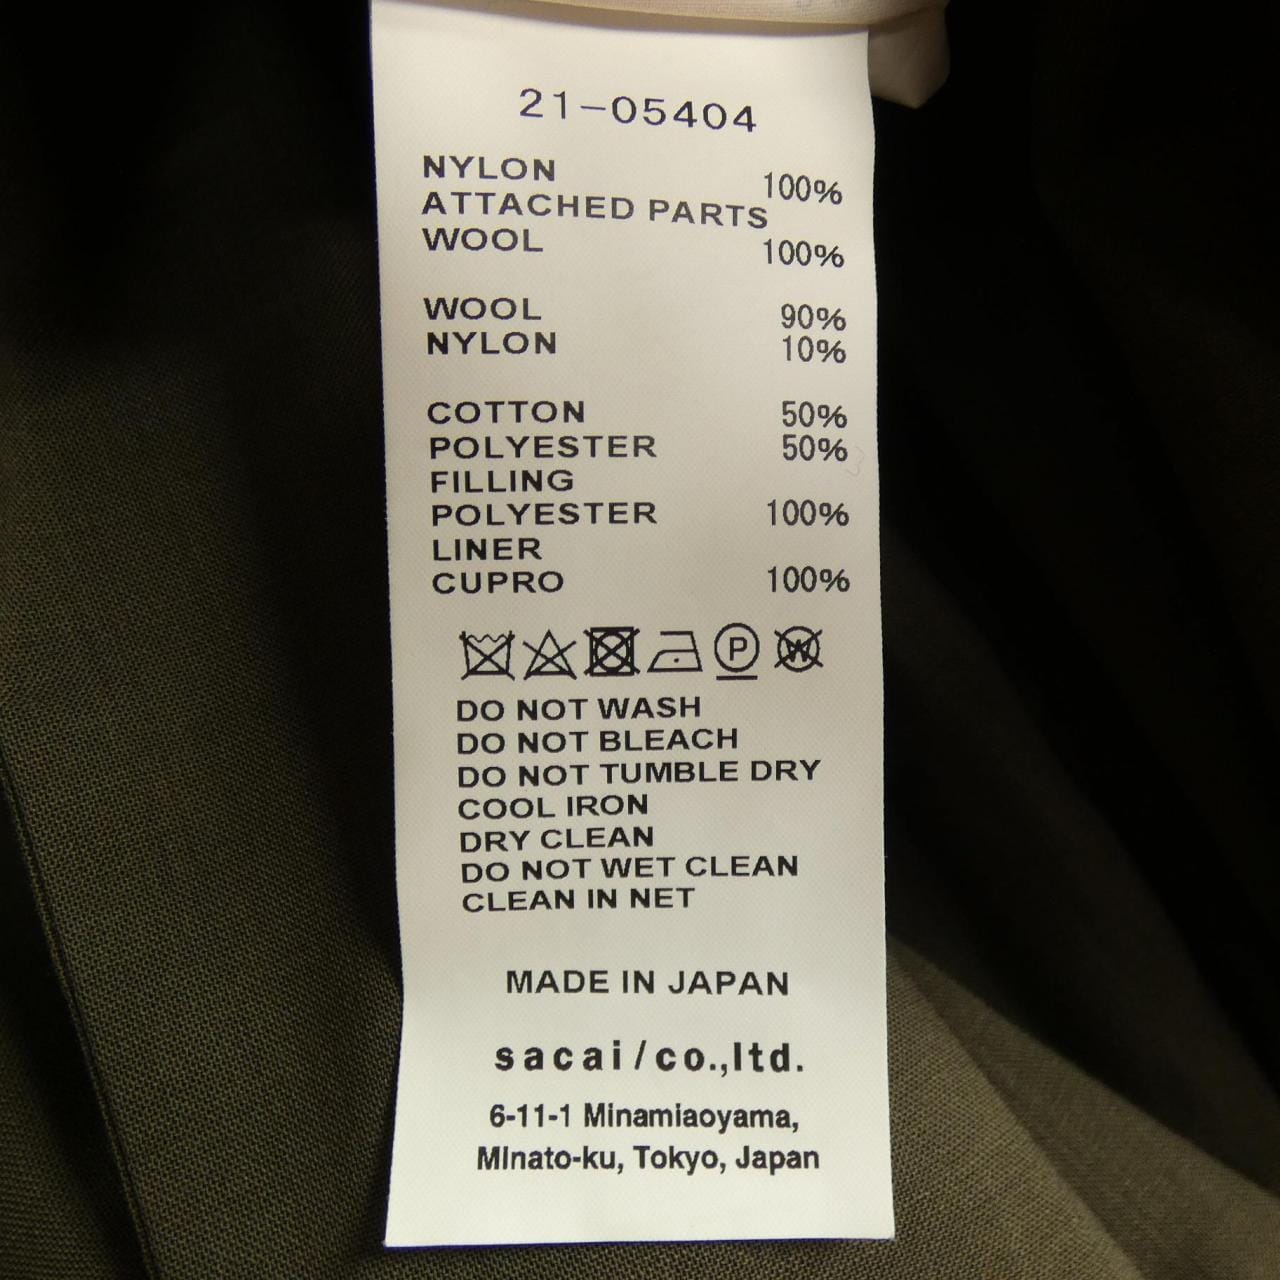 21-05404
NYLON 100%
ATTACHED PARTS
WOOL 100%
WOOL 90%
NYLON 10%
COTTON 50%
POLYESTER 50%
FILLING
POLYESTER 100%
LINER
CUPRO 100%
P W
DO NOT WASH
DO NOT BLEACH
DO NOT TUMBLE DRY
COOL IRON
DRY CLEAN
DO NOT WET CLEAN
CLEAN IN NET
MADE IN JAPAN
sacai/co.,ltd.
6-11-1 Minamiaoyama,
Minato-ku, Tokyo, Japan